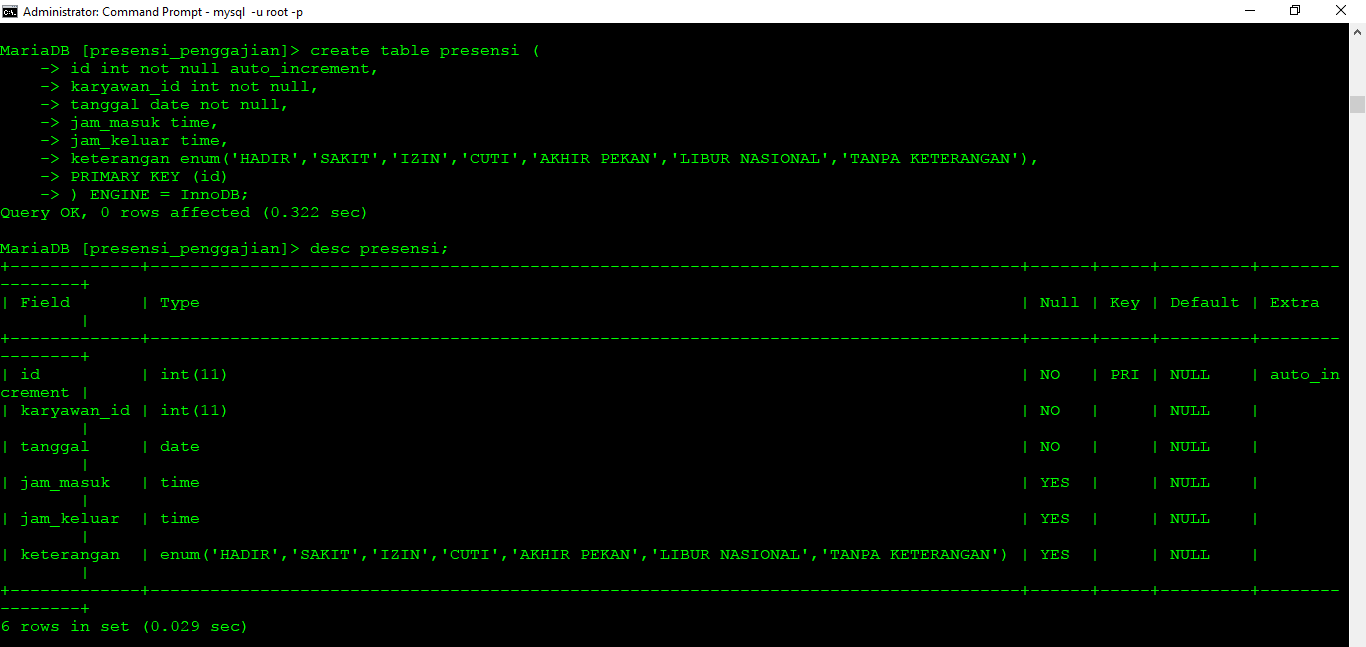 Administrator: Command Prompt - mysql  -u root -p
MariaDB [presensi_penggajian]> create table presensi (
    -> id int not null auto_increment,
    -> karyawan_id int not null,
    -> tanggal date not null,
    -> jam_masuk time,
    -> jam_keluar time,
    -> keterangan enum('HADIR','SAKIT','IZIN','CUTI','AKHIR PEKAN','LIBUR NASIONAL','TANPA KETERANGAN'),
    -> PRIMARY KEY (id)
    -> ) ENGINE = InnoDB;
Query OK, 0 rows affected (0.322 sec)
MariaDB [presensi_penggajian]> desc presensi;
+-------------+---------------------------------------------------------------------------------------+------+-----+---------+--------
--------+
| Field       | Type                                                                                  | Null | Key | Default | Extra
        |
+-------------+---------------------------------------------------------------------------------------+------+-----+---------+--------
--------+
| id          | int(11)                                                                               | NO   | PRI | NULL    | auto_in
crement |
| karyawan_id | int(11)                                                                               | NO   |     | NULL    |
        |
| tanggal     | date                                                                                  | NO   |     | NULL    |
        |
| jam_masuk   | time                                                                                  | YES  |     | NULL    |
        |
| jam_keluar  | time                                                                                  | YES  |     | NULL    |
        |
| keterangan  | enum('HADIR','SAKIT','IZIN','CUTI','AKHIR PEKAN','LIBUR NASIONAL','TANPA KETERANGAN') | YES  |     | NULL    |
        |
+-------------+---------------------------------------------------------------------------------------+------+-----+---------+--------
--------+
6 rows in set (0.029 sec)